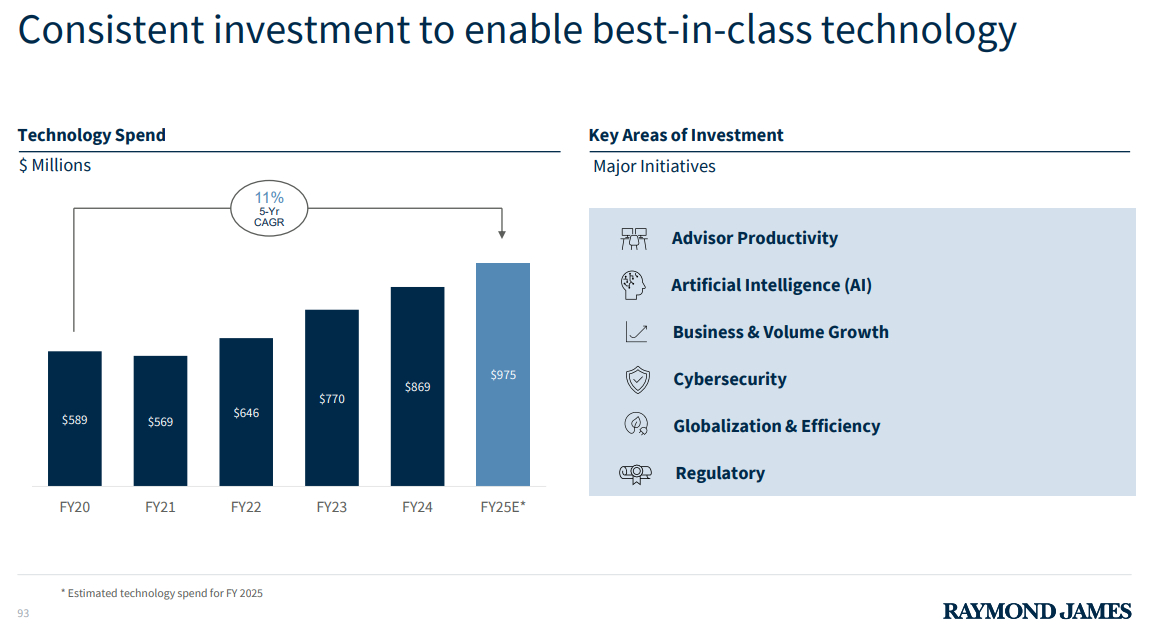 Consistent investment to enable best-in-class technology
Technology Spend
$ Millions
11%
5-Yr
CAGR
$589
$569
$646
$770
$869
$975
FY20
FY21
FY22
FY23
FY24
FY25E*
Key Areas of Investment
Major Initiatives
Advisor Productivity
Artificial Intelligence (AI)
Business & Volume Growth
Cybersecurity
Globalization & Efficiency
Regulatory
* Estimated technology spend for FY 2025
93
RAYMOND JAMES